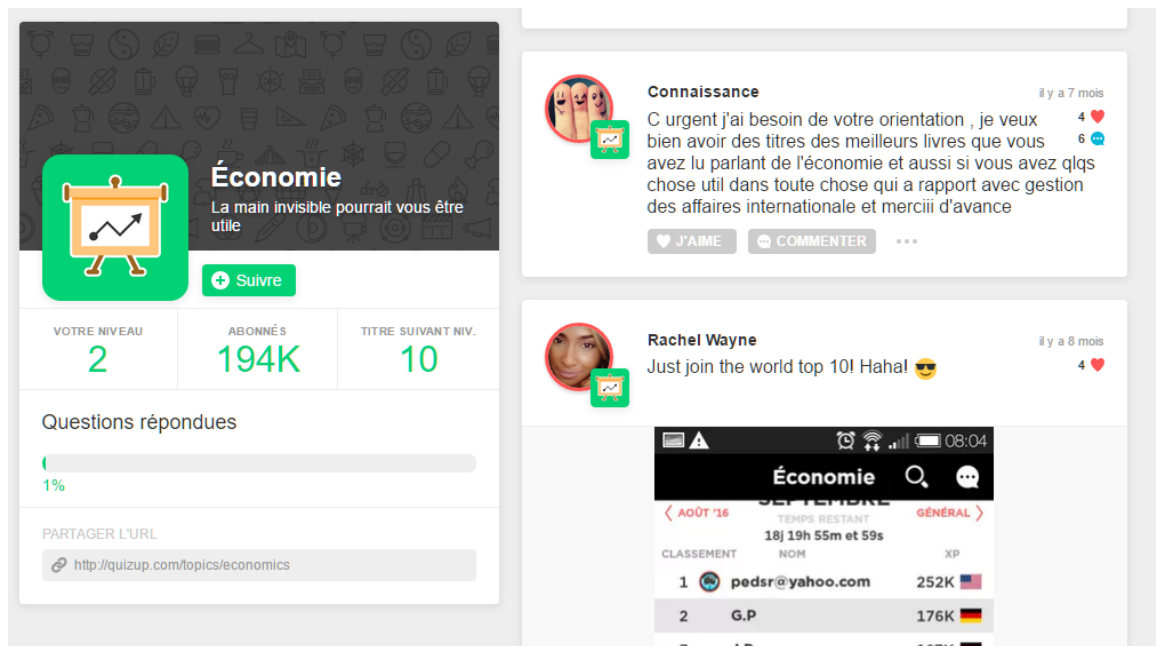 Économie
La main invisible pourrait vous être
utile
Suivre
VOTRE NIVEAU
2
ABONNÉS
194K
TITRE SUIVANT NIV.
10
Questions répondues
1%
PARTAGER L'URL
http://quizup.com/topics/economics
Connaissance
il y a 7 mois
C urgent j'ai besoin de votre orientation , je veux
bien avoir des titres des meilleurs livres que vous
avez lu parlant de l'économie et aussi si vous avez qlqs
chose util dans toute chose qui a rapport avec gestion
des affaires internationale et merciii d'avance
4
6
J'AIME
COMMENTER
Rachel Wayne
il y a 8 mois
Just join the world top 10! Haha! 😎
4
08:04
Économie
SEPTEMBRE
AOÛT '16
TEMPS RESTANT
GÉNÉRAL
18j 19h 55m et 59s
CLASSEMENT NOM XP
1 pedsr@yahoo.com 252K
2 G.P 176K